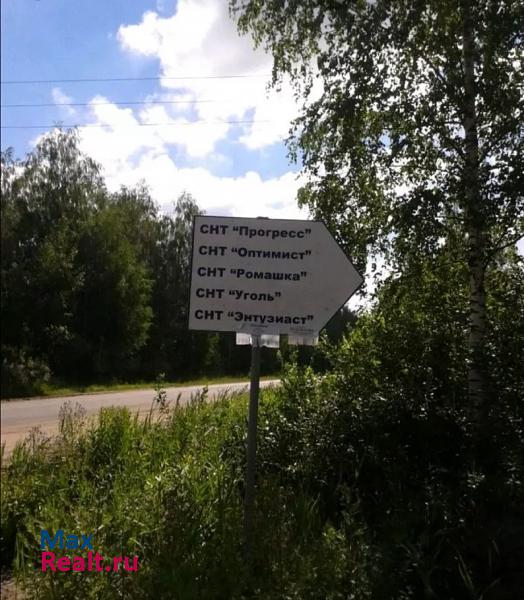 СНТ "Прогресс"
СНТ "Оптимист"
СНТ "Ромашка"
СНТ "Уголь"
СНТ "Энтузиаст"
Max
Realt.ru